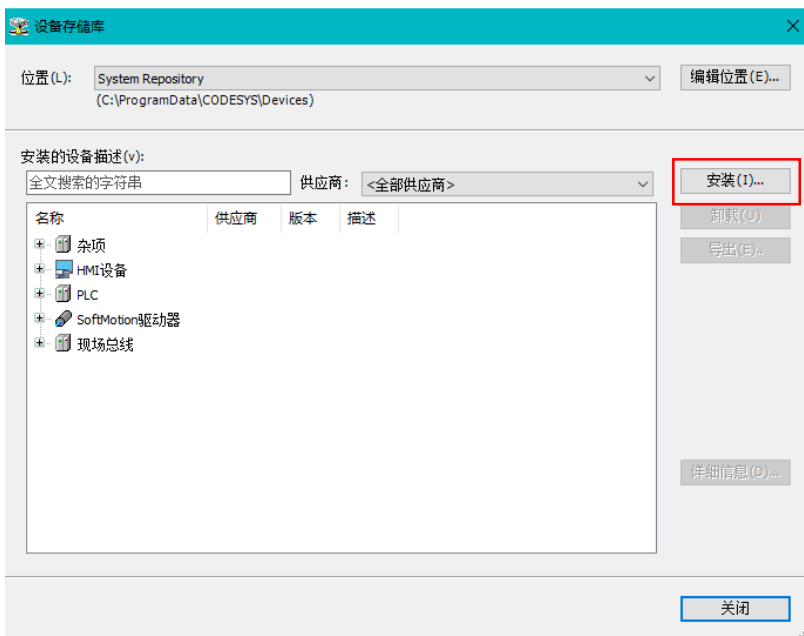 设备存储库
位置(L): System Repository 编辑位置(E)...
(C:\ProgramData\CODESYS\Devices)
安装的设备描述(v):
全文搜索的字符串 供应商: <全部供应商> 安装(I)...
名称 供应商 版本 描述 卸载(U)
杂项 导出(E)..
HMI设备
PLC
SoftMotion驱动器
现场总线
详细信息(D)...
关闭